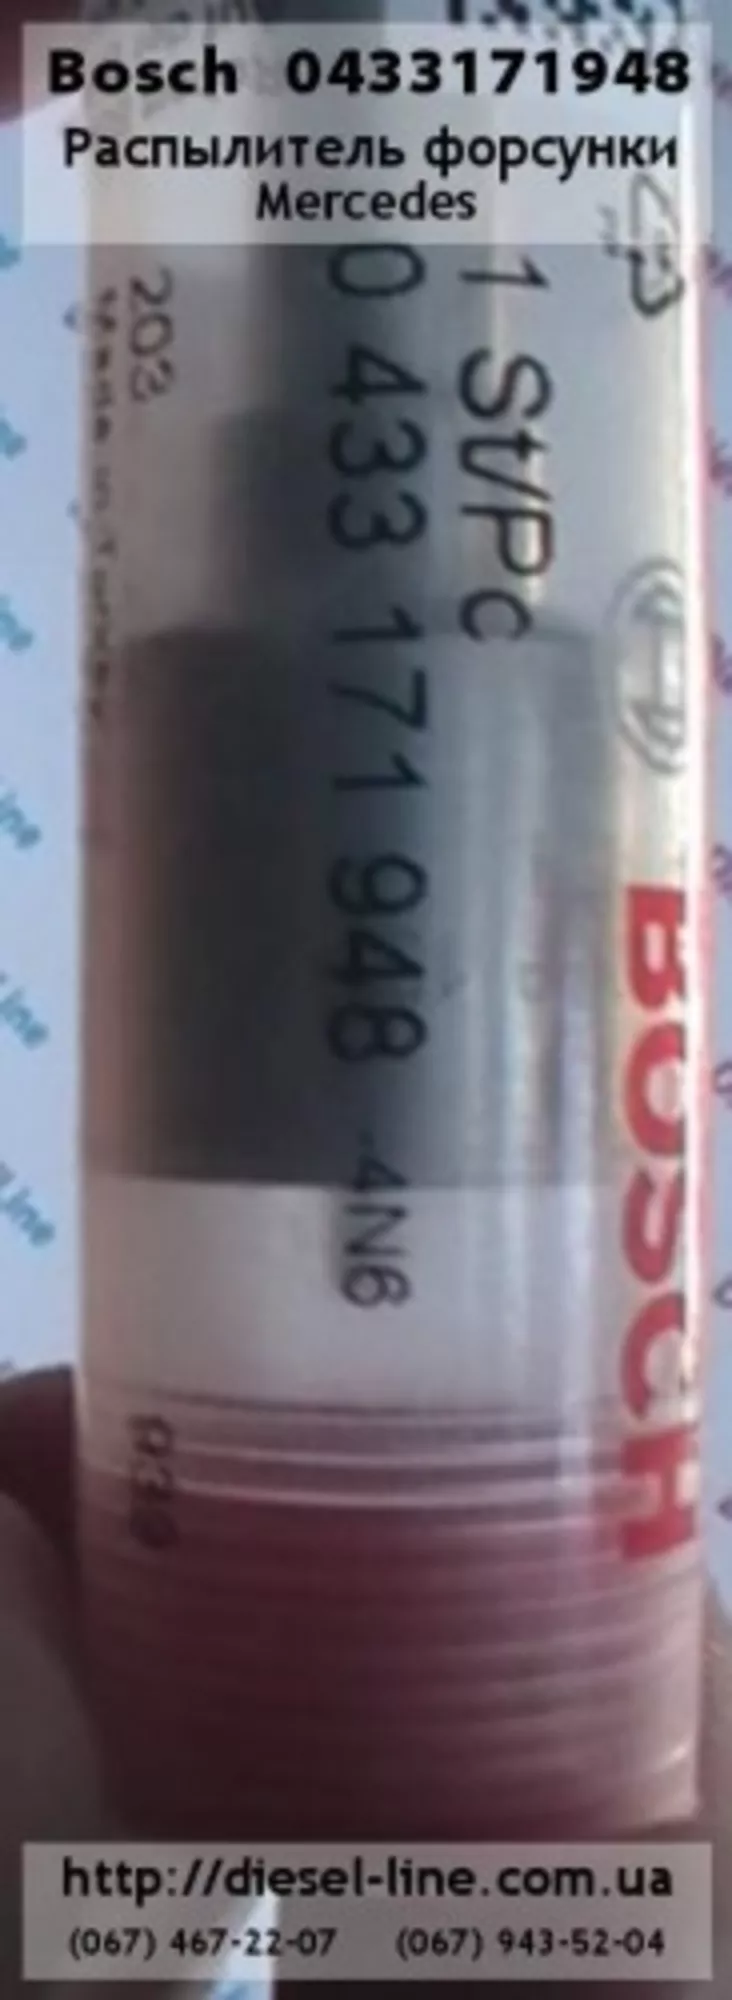 Bosch 0433171948
Распылитель форсунки
Mercedes
1 St/Pc
0 433 171 948 4N6
203
BOSCH
http://diesel-line.com.ua
(067) 467-22-07 (067) 943-52-04